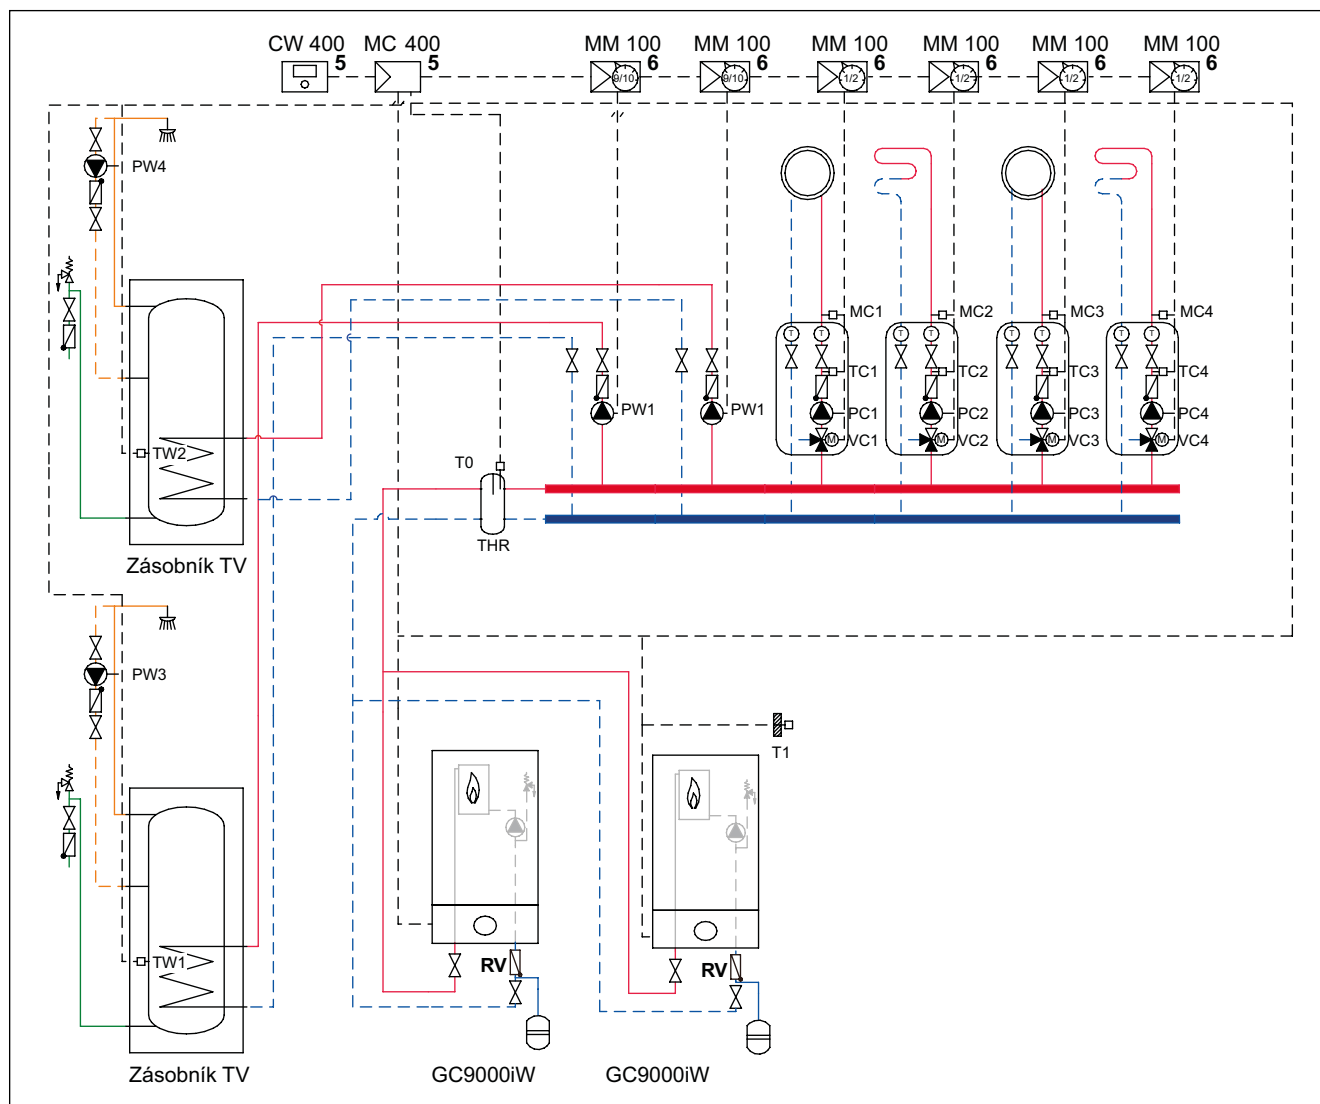 CW 400 MC 400 MM 100 MM 100 MM 100 MM 100 MM 100 MM 100
5 5 6 6 6 6 6 6
9/10 9/10 1/2 1/2 1/2 1/2
PW4
MC1 MC2 MC3 MC4
T T T T T T T T
TC1 TC2 TC3 TC4
PW1 PW1 PC1 PC2 PC3 PC4
M M M M
VC1 VC2 VC3 VC4
TW2
T0
THR
Zásobník TV
PW3
T1
TW1
RV RV
Zásobník TV
GC9000iW GC9000iW